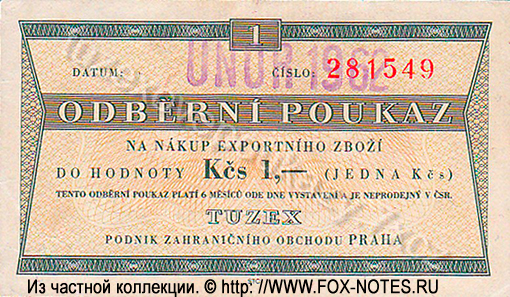 1
DATUM: ÚNOR 1962 ČÍSLO: 281549
ODBĚRNÍ POUKAZ
NA NÁKUP EXPORTNÍHO ZBOŽÍ
DO HODNOTY Kčs 1,— (JEDNA Kčs)
TENTO ODBĚRNÍ POUKAZ PLATÍ 6 MĚSÍCŮ ODE DNE VYSTAVENÍ A JE NEPRODEJNÝ V ČSR.
TUZEX
PODNIK ZAHRANIČNÍHO OBCHODU PRAHA
Из частной коллекции. © http://www.FOX-NOTES.RU